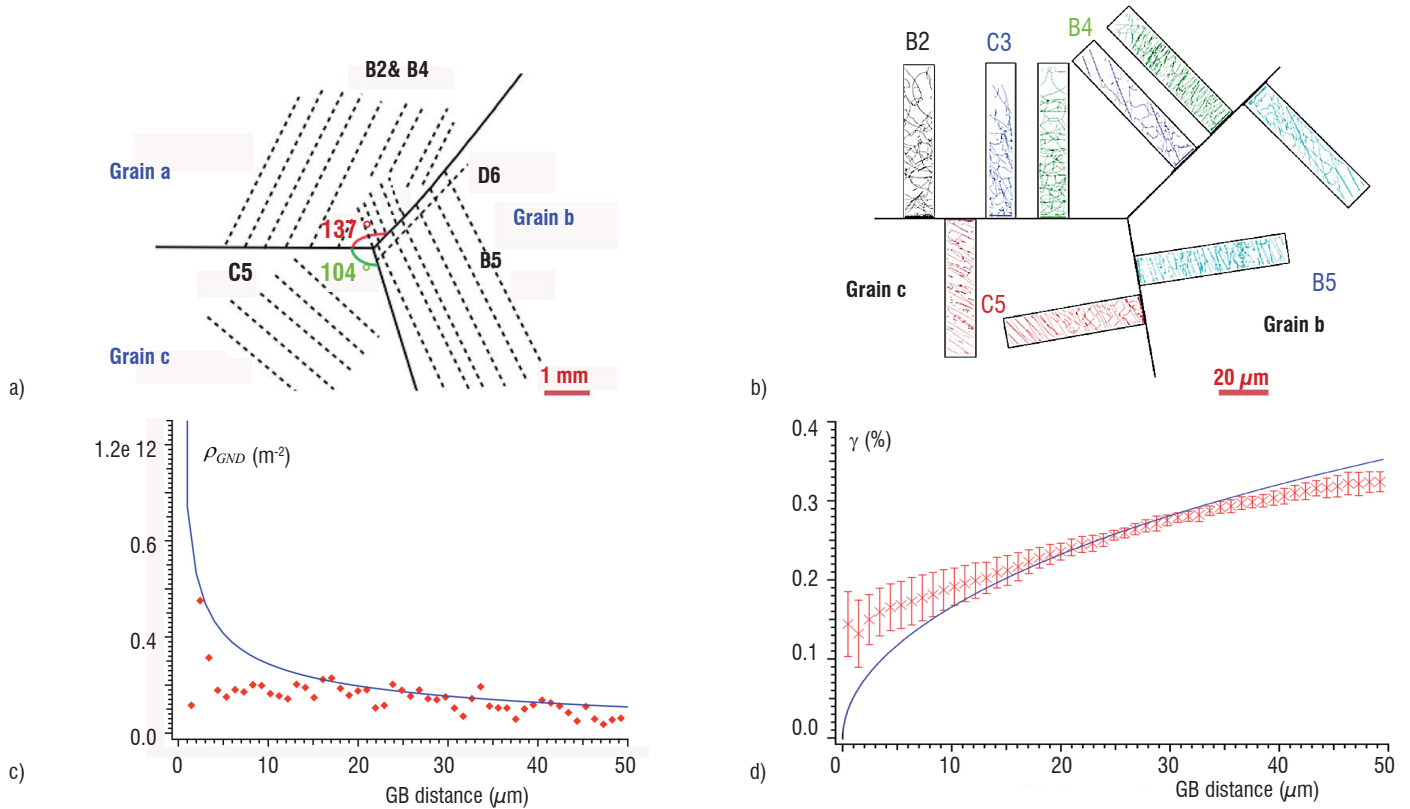 B2& B4
Grain a
D6
Grain b
137 °
104 °
C5
B5
Grain c
1 mm
a)
B2
C3
B4
Grain c
C5
B5
Grain b
20 µm
b)
1.2e 12
ρGND (m-2)
0.6
0.4
0.0
0
10
20
30
40
50
GB distance (µm)
c)
0.4
γ (%)
0.3
0.2
0.1
0.0
0
10
20
30
40
50
GB distance (µm)
d)